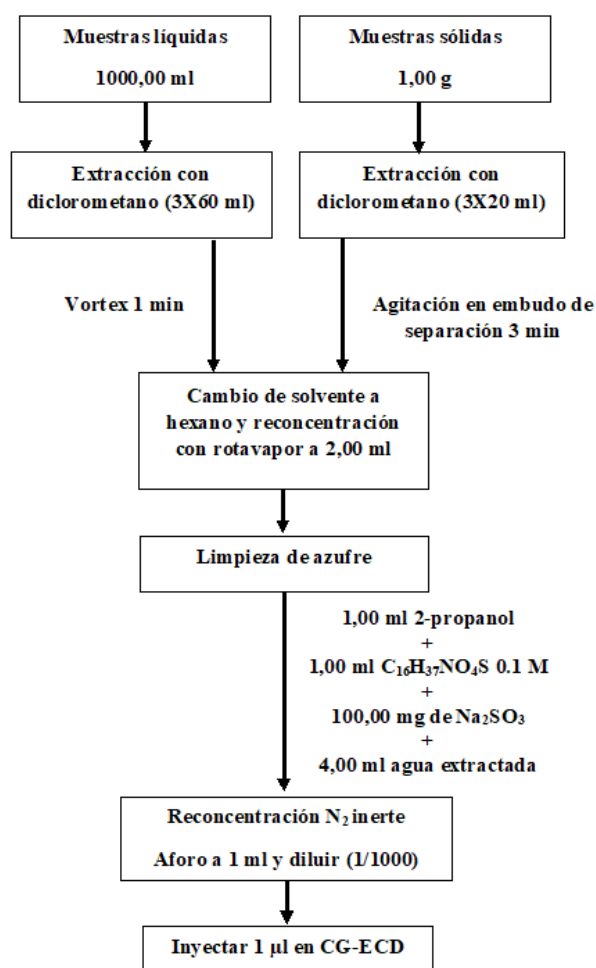 Muestras líquidas
1000,00 ml
Muestras sólidas
1,00 g
Extracción con
diclorometano (3X60 ml)
Extracción con
diclorometano (3X20 ml)
Vortex 1 min
Agitación en embudo de
separación 3 min
Cambio de solvente a
hexano y reconcentración
con rotavapor a 2,00 ml
Limpieza de azufre
1,00 ml 2-propanol
+
1,00 ml C₁₆H₃₇NO₄S 0.1 M
+
100,00 mg de Na₂SO₃
+
4,00 ml agua extractada
Reconcentración N₂ inerte
Aforo a 1 ml y diluir (1/1000)
Inyectar 1 µl en CG-ECD